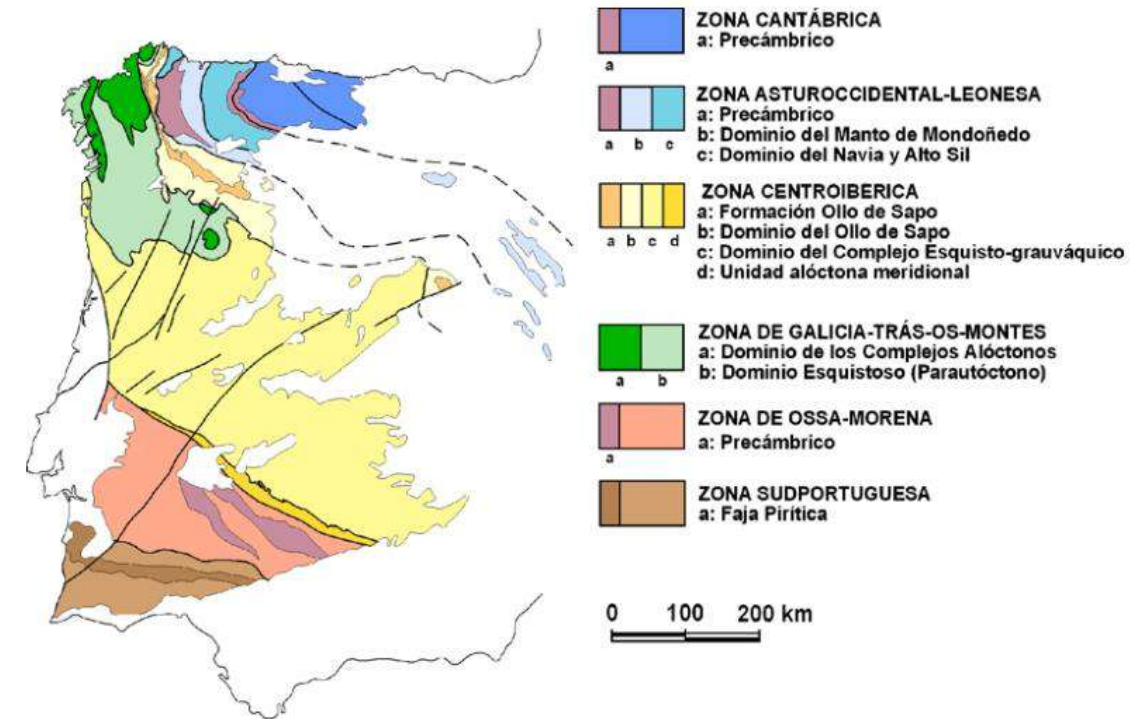 ZONA CANTÁBRICA
a: Precámbrico
a
ZONA ASTUROCCIDENTAL-LEONESA
a: Precámbrico
b: Dominio del Manto de Mondoñedo
c: Dominio del Navia y Alto Sil
a b c
ZONA CENTROIBERICA
a: Formación Ollo de Sapo
b: Dominio del Ollo de Sapo
c: Dominio del Complejo Esquisto-grauváquico
d: Unidad alóctona meridional
a b c d
ZONA DE GALICIA-TRÁS-OS-MONTES
a: Dominio de los Complejos Alóctonos
b: Dominio Esquistoso (Parautóctono)
a b
ZONA DE OSSA-MORENA
a: Precámbrico
a
ZONA SUDPORTUGUESA
a: Faja Pirítica
0 100 200 km